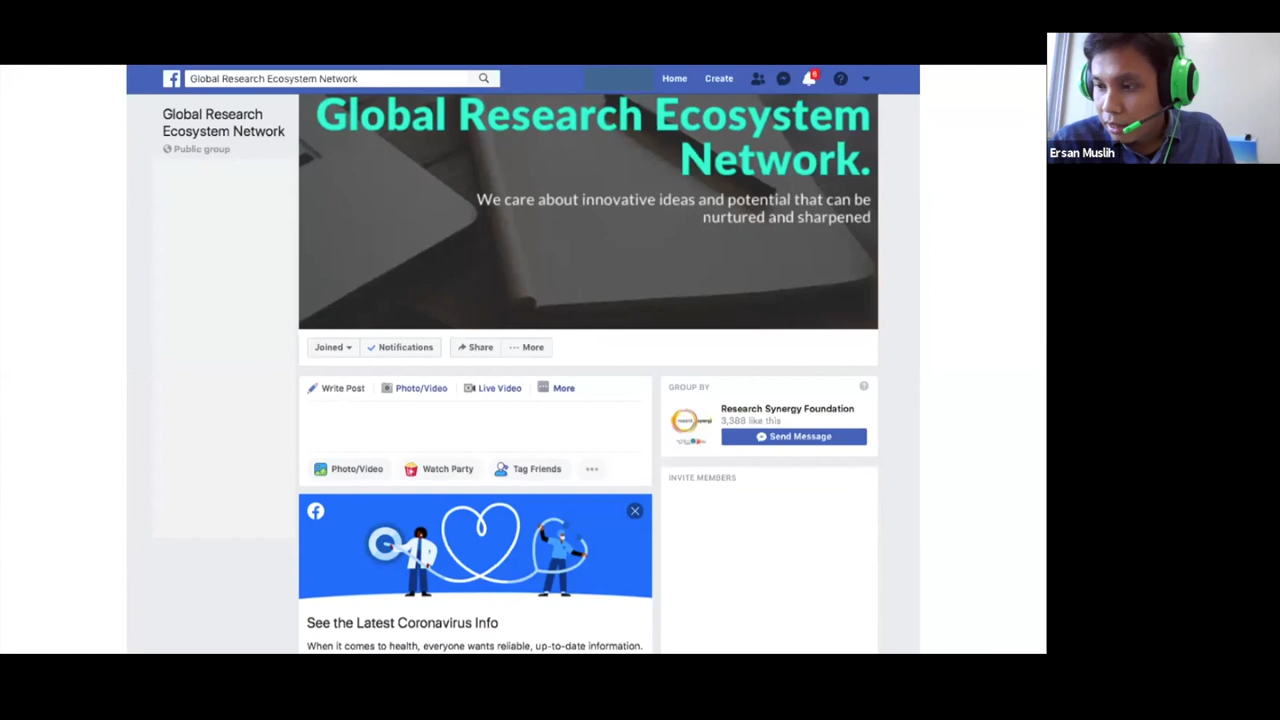 Global Research Ecosystem Network
Home
Create
6
Ersan Muslih
Global Research
Ecosystem Network
Public group
Global Research Ecosystem
Network.
We care about innovative ideas and potential that can be
nurtured and sharpened
Joined
Notifications
Share
More
Write Post
Photo/Video
Live Video
More
Photo/Video
Watch Party
Tag Friends
GROUP BY
Research Synergy Foundation
3,388 like this
Send Message
INVITE MEMBERS
See the Latest Coronavirus Info
When it comes to health, everyone wants reliable, up-to-date information.